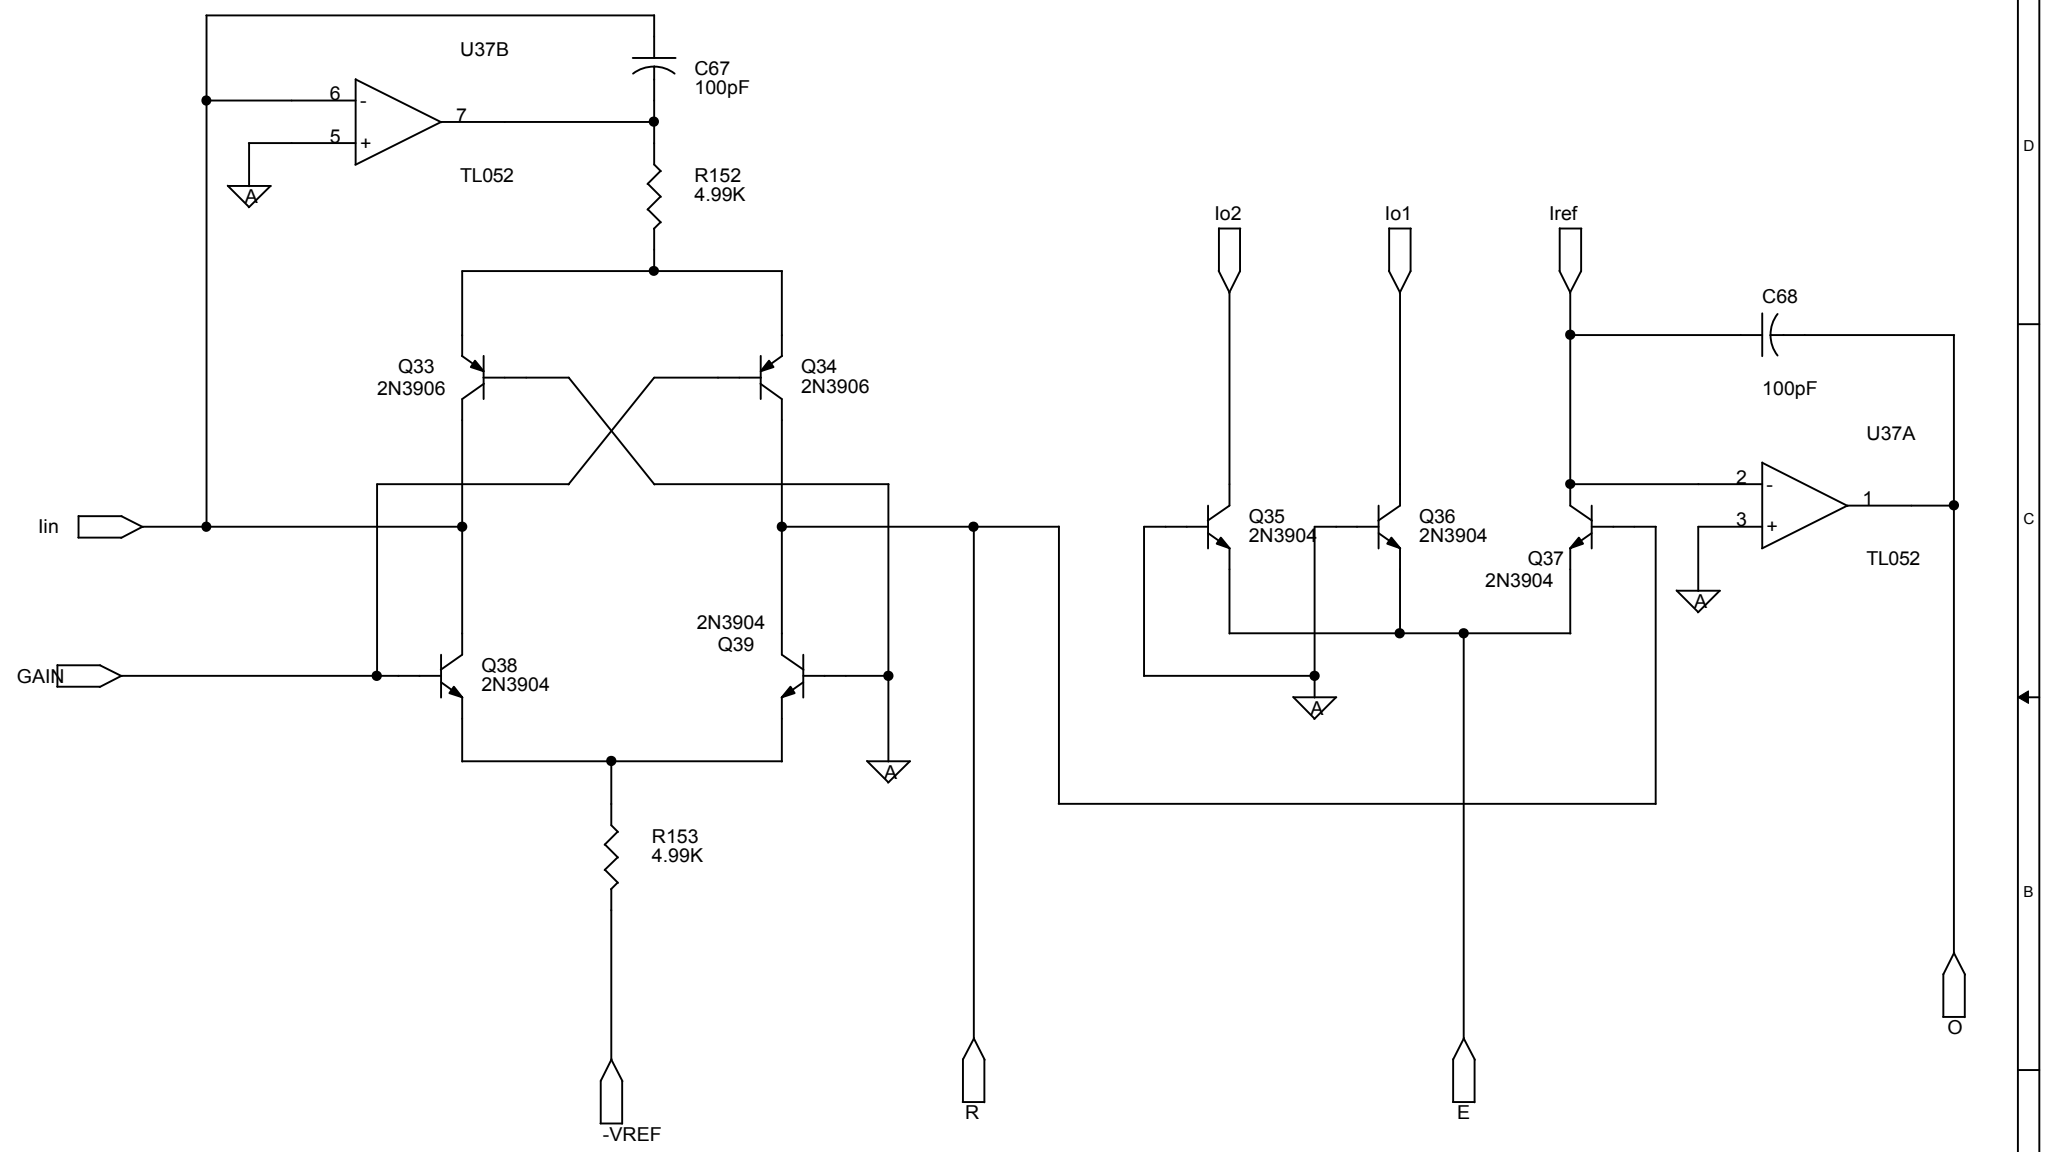 U37B
C67
100pF
6
-
7
5
+
A
TL052
R152
4.99K
D
Io2
Io1
Iref
C68
100pF
Q33
2N3906
Q34
2N3906
U37A
2
-
1
3
+
TL052
A
Iin
Q35
2N3904
Q36
2N3904
Q37
2N3904
C
2N3904
Q39
GAIN
Q38
2N3904
A
A
R153
4.99K
B
O
R
E
-VREF